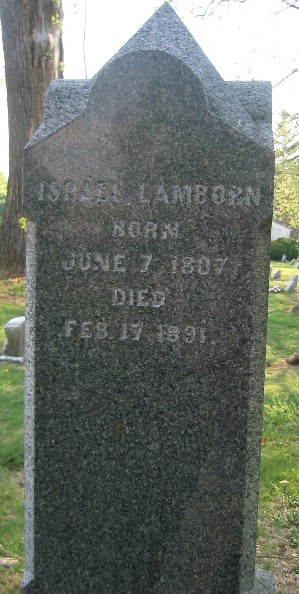 ISRAEL LAMBORN
BORN
JUNE 7, 1807,
DIED
FEB. 17, 1891.